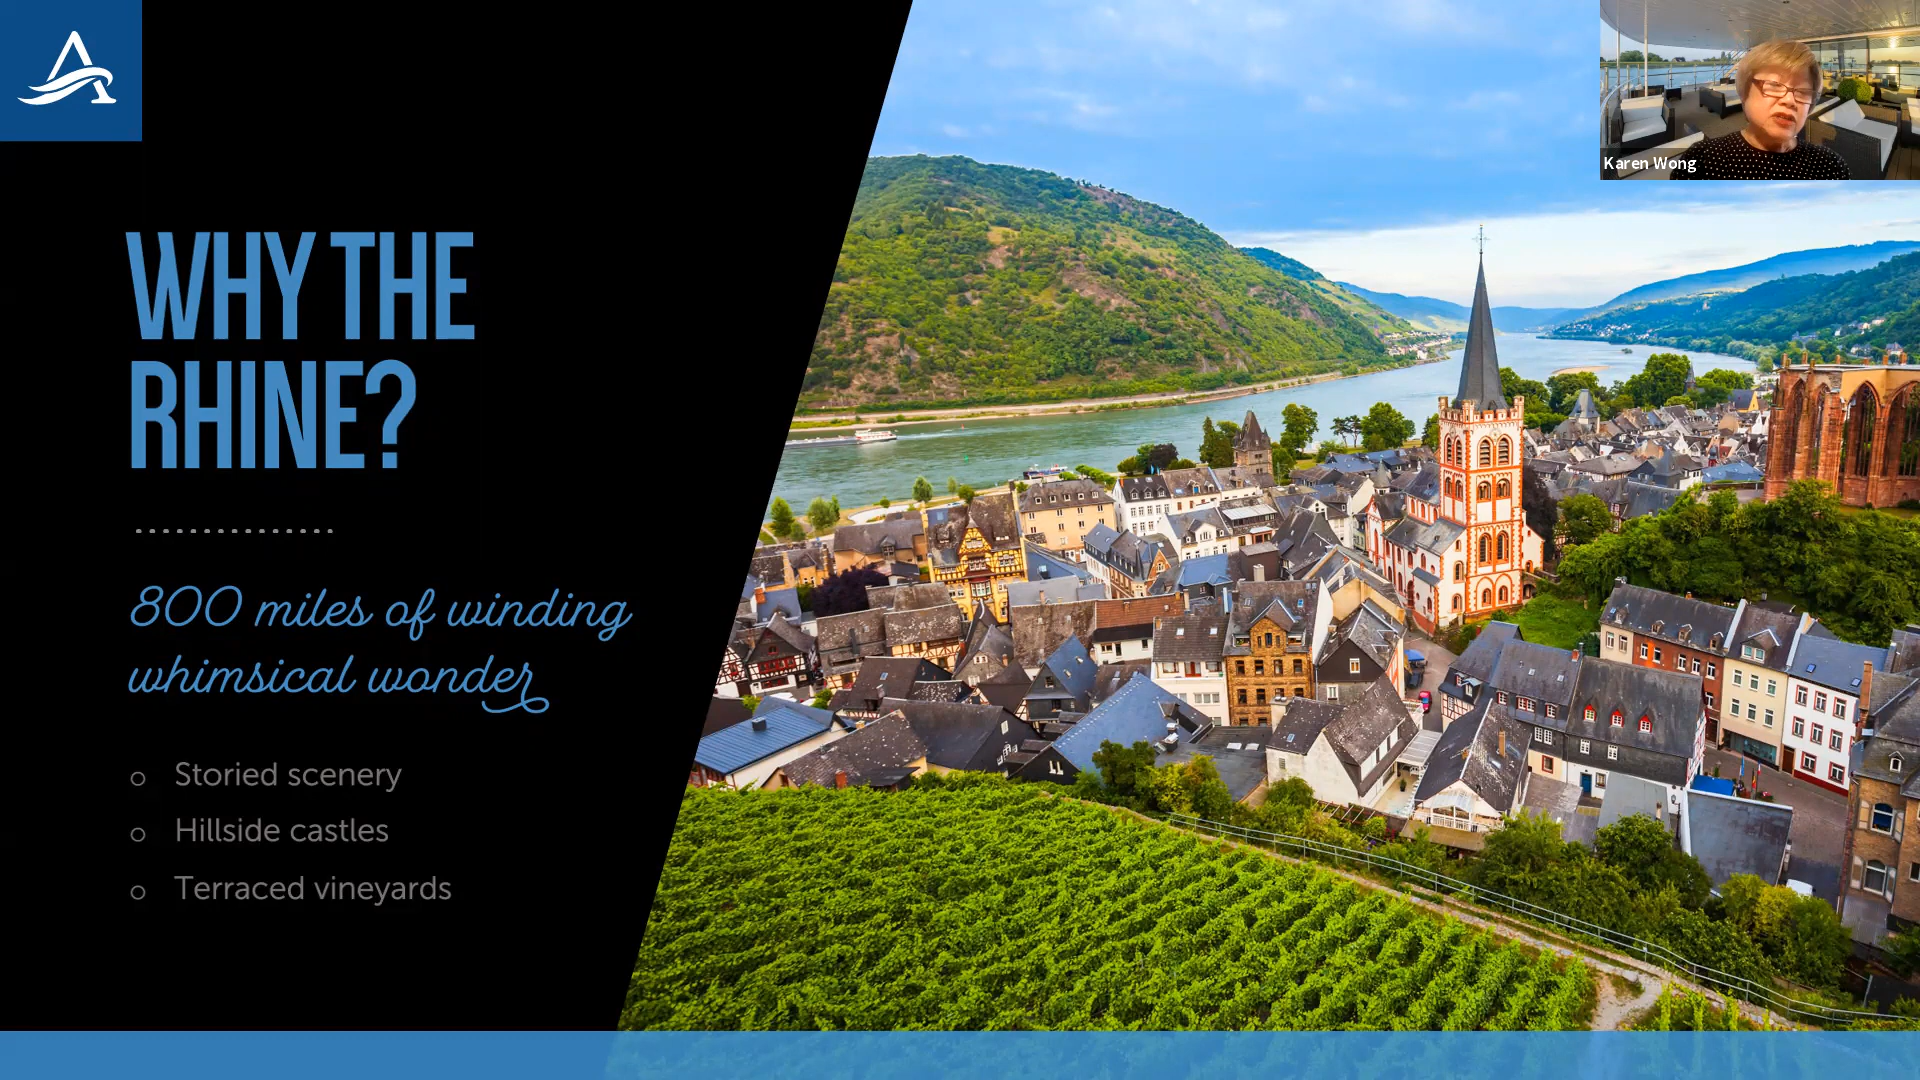 Karen Wong
WHY THE
RHINE?
800 miles of winding
whimsical wonder
Storied scenery
Hillside castles
Terraced vineyards